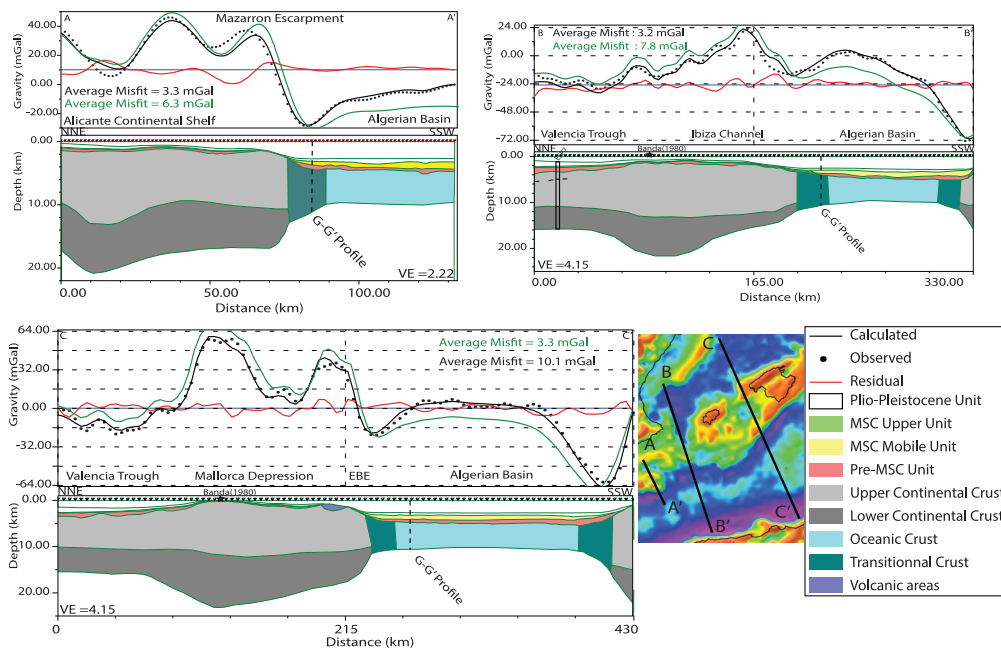 A Mazarron Escarpment A'
40.00
20.00
0.00
-20.00
Gravity (mGal)
Average Misfit = 3.3 mGal
Average Misfit = 6.3 mGal
Alicante Continental Shelf Algerian Basin
NNE SSW
0.00
10.00
20.00
Depth (km)
G-G' Profile
VE =2.22
0.00 50.00 100.00
Distance (km)
24.00
0.00
-24.00
-48.00
-72.00
Gravity (mGal)
B Average Misfit : 3.2 mGal B'
Average Misfit :7.8 mGal
Valencia Trough Ibiza Channel Algerian Basin
NNE Banda(1980) SSW
0.00
10.00
20.00
Depth (km)
G-G' Profile
VE =4.15
0.00 165.00 330.00
Distance (km)
64.00
32.00
0.00
-32.00
-64.00
Gravity (mGal)
C C'
Average Misfit = 3.3 mGal
Average Misfit = 10.1 mGal
Valencia Trough Mallorca Depression EBE Algerian Basin
NNE Banda(1980) SSW
0.00
10.00
20.00
Depth (km)
G-G' Profile
VE =4.15
0 215 430
Distance (km)
C
B
A
A'
B'
C'
Calculated
Observed
Residual
Plio-Pleistocene Unit
MSC Upper Unit
MSC Mobile Unit
Pre-MSC Unit
Upper Continental Crust
Lower Continental Crust
Oceanic Crust
Transitionnal Crust
Volcanic areas